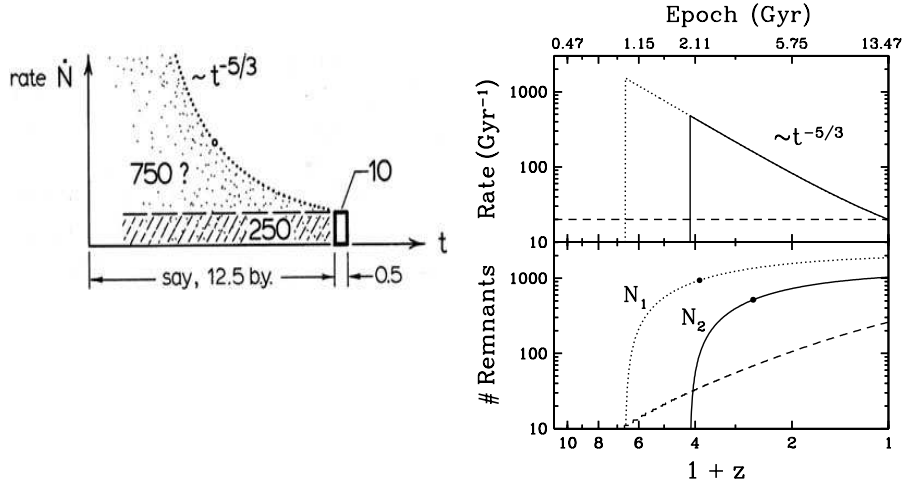 rate Ṅ
~ t^-5/3
750 ?
250
10
t
say, 12.5 b.y.
0.5
Epoch (Gyr)
0.47 1.15 2.11 5.75 13.47
Rate (Gyr⁻¹)
1000
100
10
~t^-5/3
# Remnants
1000
100
10
N₁
N₂
10 8 6 4 2 1
1 + z